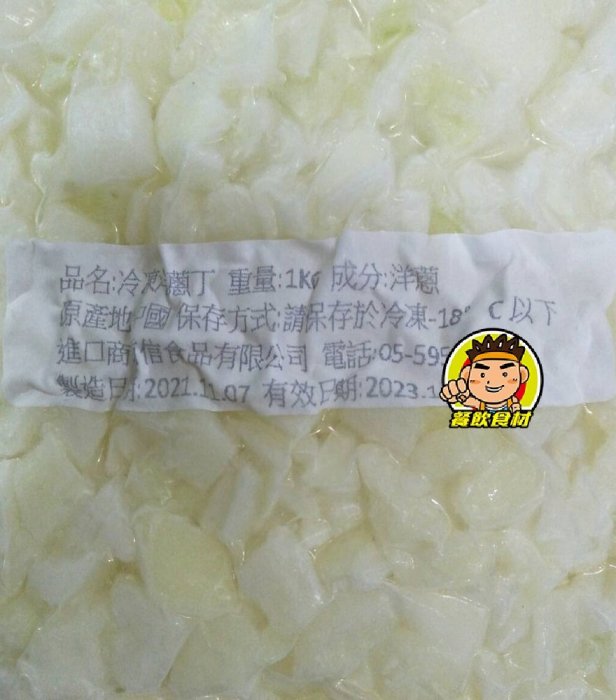 品名:冷凍蔥丁 重量:1KG 成分:洋蔥
原產地:中國 保存方式:請保存於冷凍-18°C以下
進口商:信食品有限公司 電話:05-595
製造日期:2021.11.07 有效日期:2023.1
餐飲食材